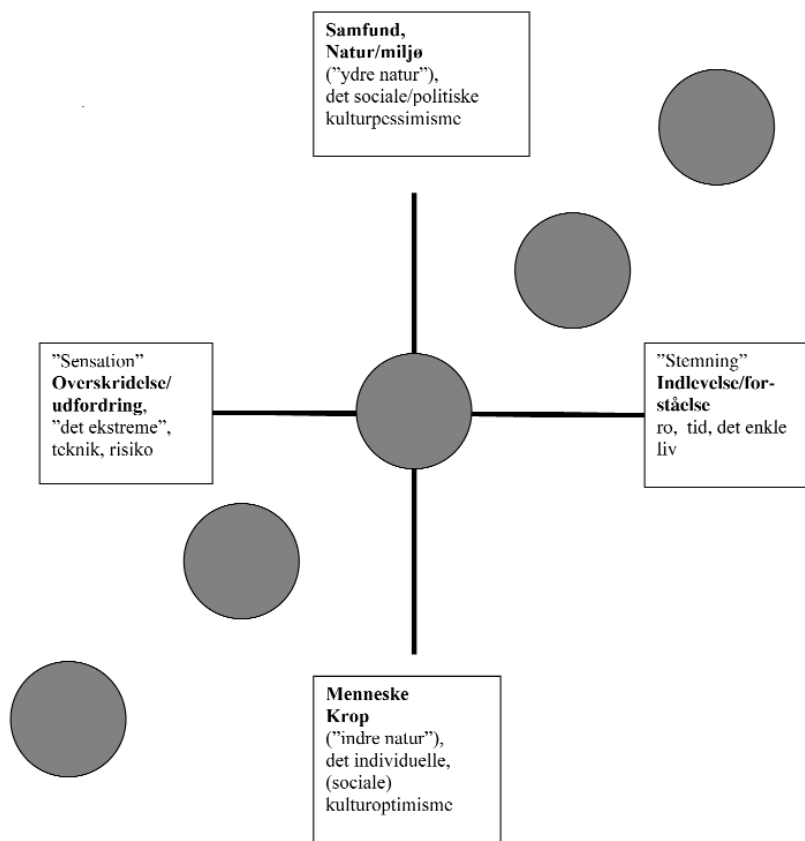 Samfund,
Natur/miljø
("ydre natur"),
det sociale/politiske
kulturpessimisme
"Sensation"
Overskridelse/
udfordring,
"det ekstreme",
teknik, risiko
"Stemning"
Indlevelse/for-
ståelse
ro, tid, det enkle
liv
Menneske
Krop
("indre natur"),
det individuelle,
(sociale)
kulturoptimisme